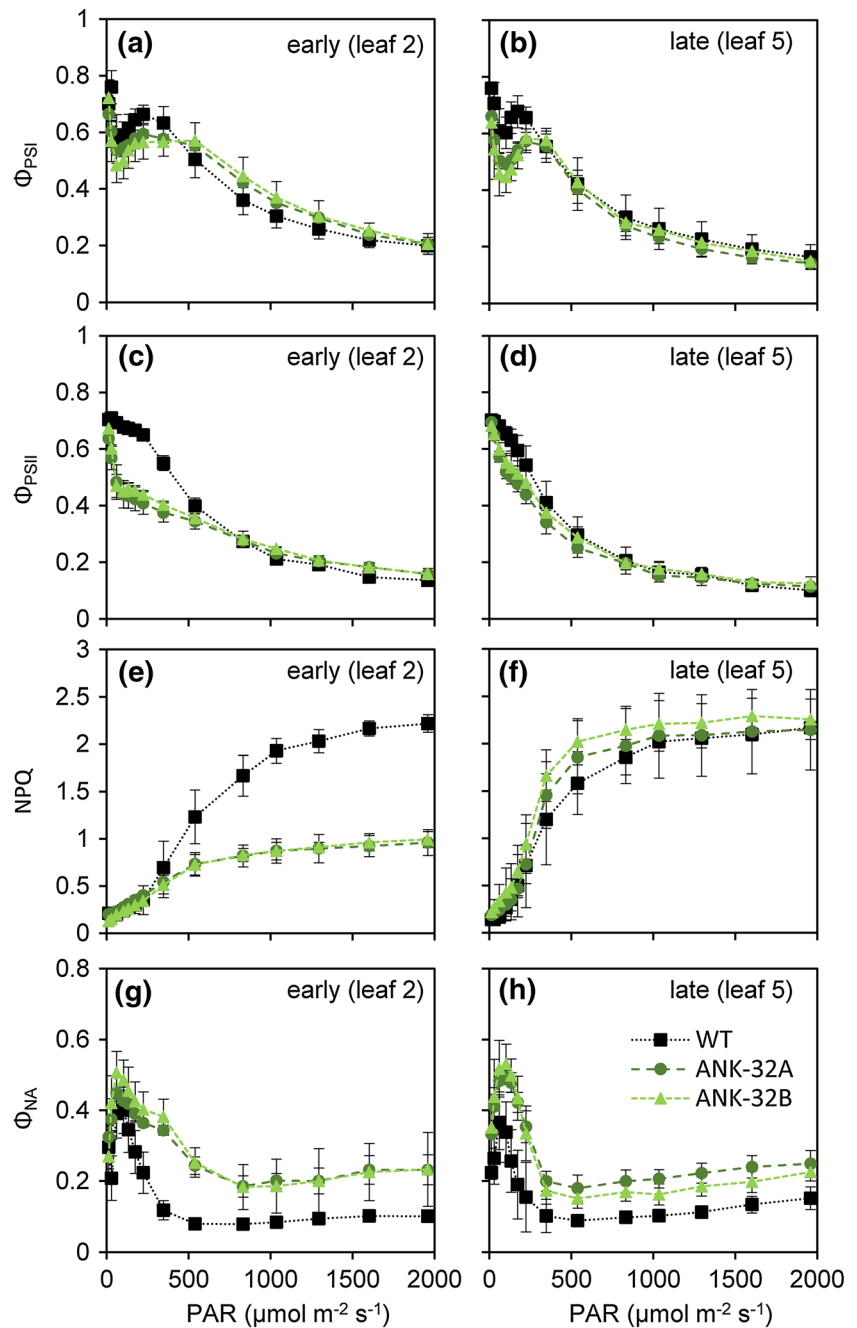 (a) early (leaf 2)
(b) late (leaf 5)
1
0.8
0.6
0.4
0.2
0
ΦPSI
(c) early (leaf 2)
(d) late (leaf 5)
1
0.8
0.6
0.4
0.2
0
ΦPSII
(e) early (leaf 2)
(f) late (leaf 5)
3
2.5
2
1.5
1
0.5
0
NPQ
(g) early (leaf 2)
(h) late (leaf 5)
WT
ANK-32A
ANK-32B
0.8
0.6
0.4
0.2
0
ΦNA
0 500 1000 1500 2000
0 500 1000 1500 2000
PAR (µmol m-2 s-1)
PAR (µmol m-2 s-1)